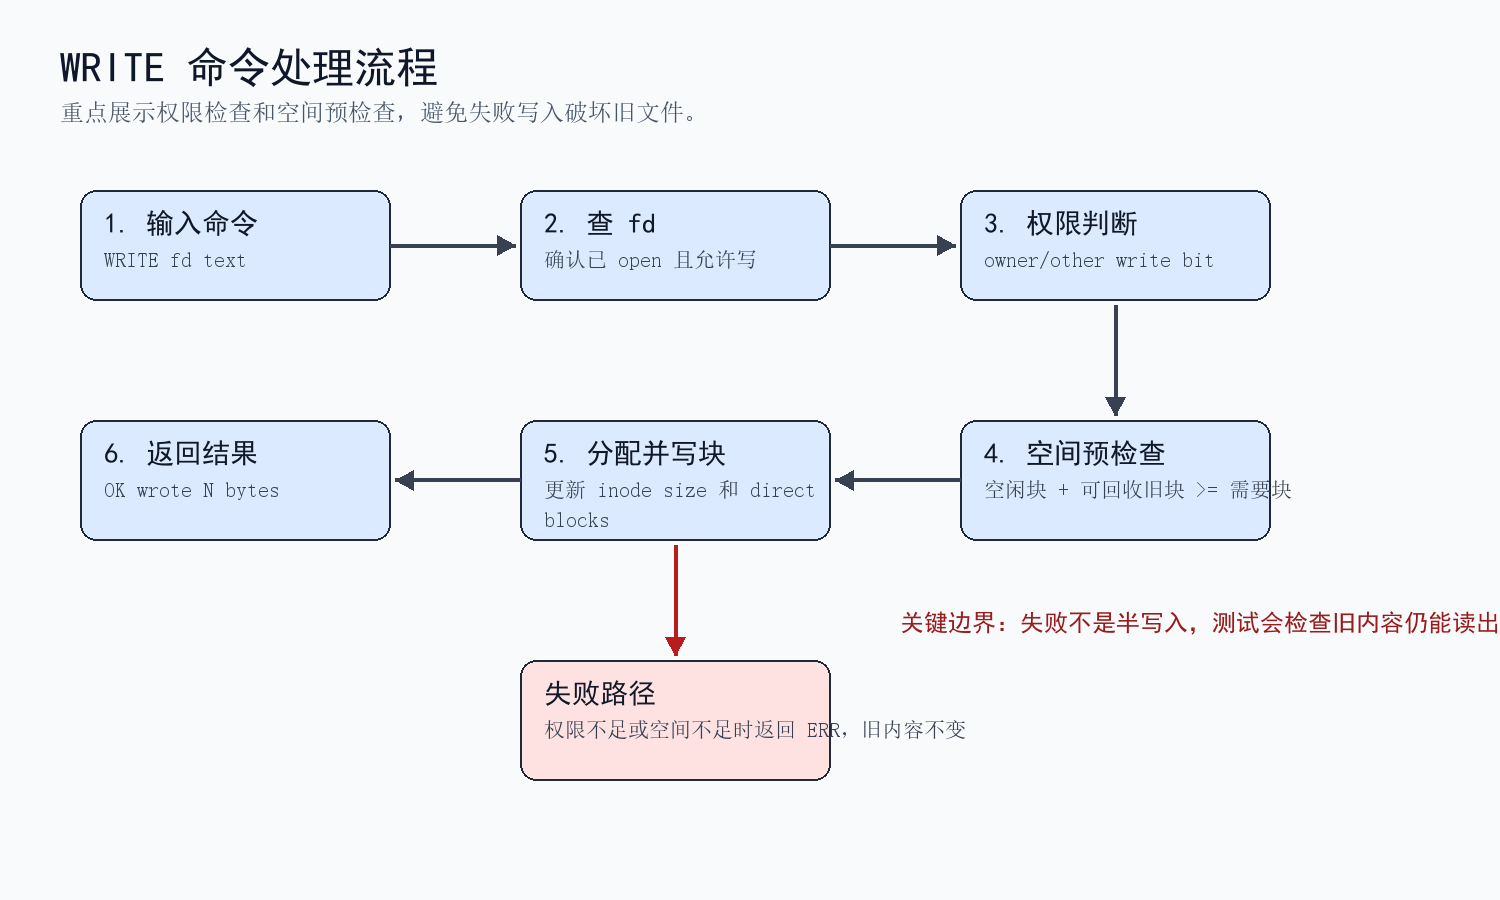 WRITE 命令处理流程
重点展示权限检查和空间预检查，避免失败写入破坏旧文件。
1. 输入命令
WRITE fd text
2. 查 fd
确认已 open 且允许写
3. 权限判断
owner/other write bit
6. 返回结果
OK wrote N bytes
5. 分配并写块
更新 inode size 和 direct
blocks
4. 空间预检查
空闲块 + 可回收旧块 >= 需要块
关键边界：失败不是半写入，测试会检查旧内容仍能读出
失败路径
权限不足或空间不足时返回 ERR，旧内容不变